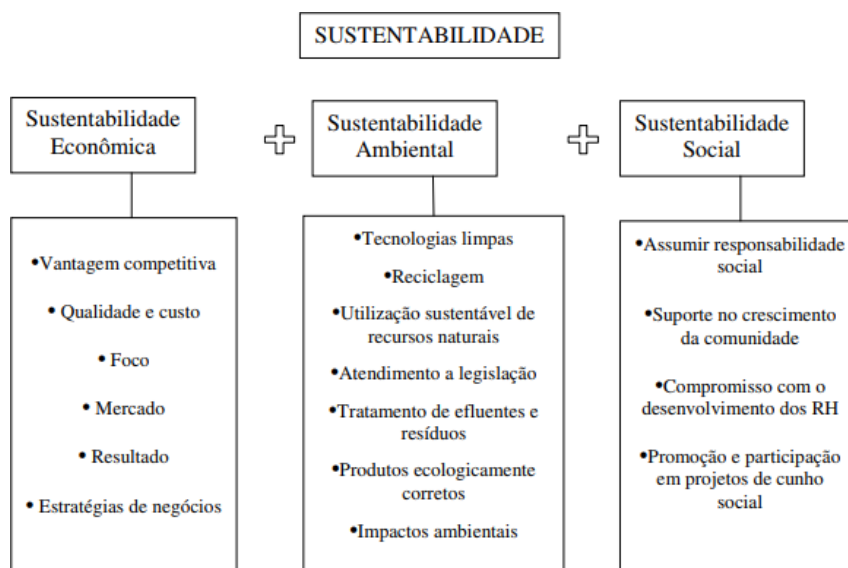 SUSTENTABILIDADE
Sustentabilidade
Econômica
Sustentabilidade
Ambiental
Sustentabilidade
Social
•Vantagem competitiva
• Qualidade e custo
• Foco
• Mercado
• Resultado
• Estratégias de negócios
•Tecnologias limpas
•Reciclagem
•Utilização sustentável de
recursos naturais
•Atendimento a legislação
•Tratamento de efluentes e
resíduos
•Produtos ecologicamente
corretos
•Impactos ambientais
•Assumir responsabilidade
social
•Suporte no crescimento
da comunidade
•Compromisso com o
desenvolvimento dos RH
•Promoção e participação
em projetos de cunho
social